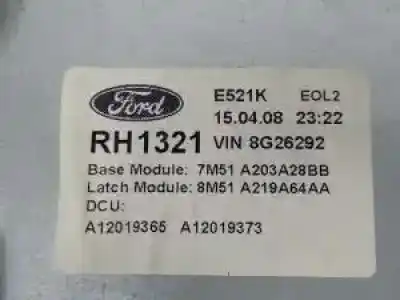 Ford
E521K EOL2
15.04.08 23:22
RH1321 VIN 8G26292
Base Module: 7M51 A203A28BB
Latch Module: 8M51 A219A64AA
DCU:
A12019365 A12019373